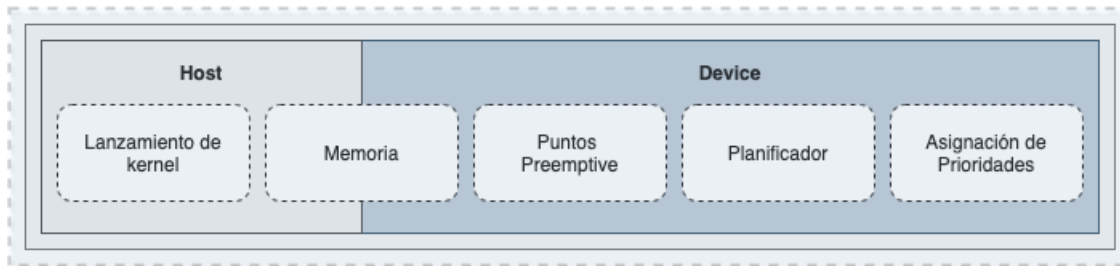 Host
Device
Lanzamiento de
kernel
Memoria
Puntos
Preemptive
Planificador
Asignación de
Prioridades